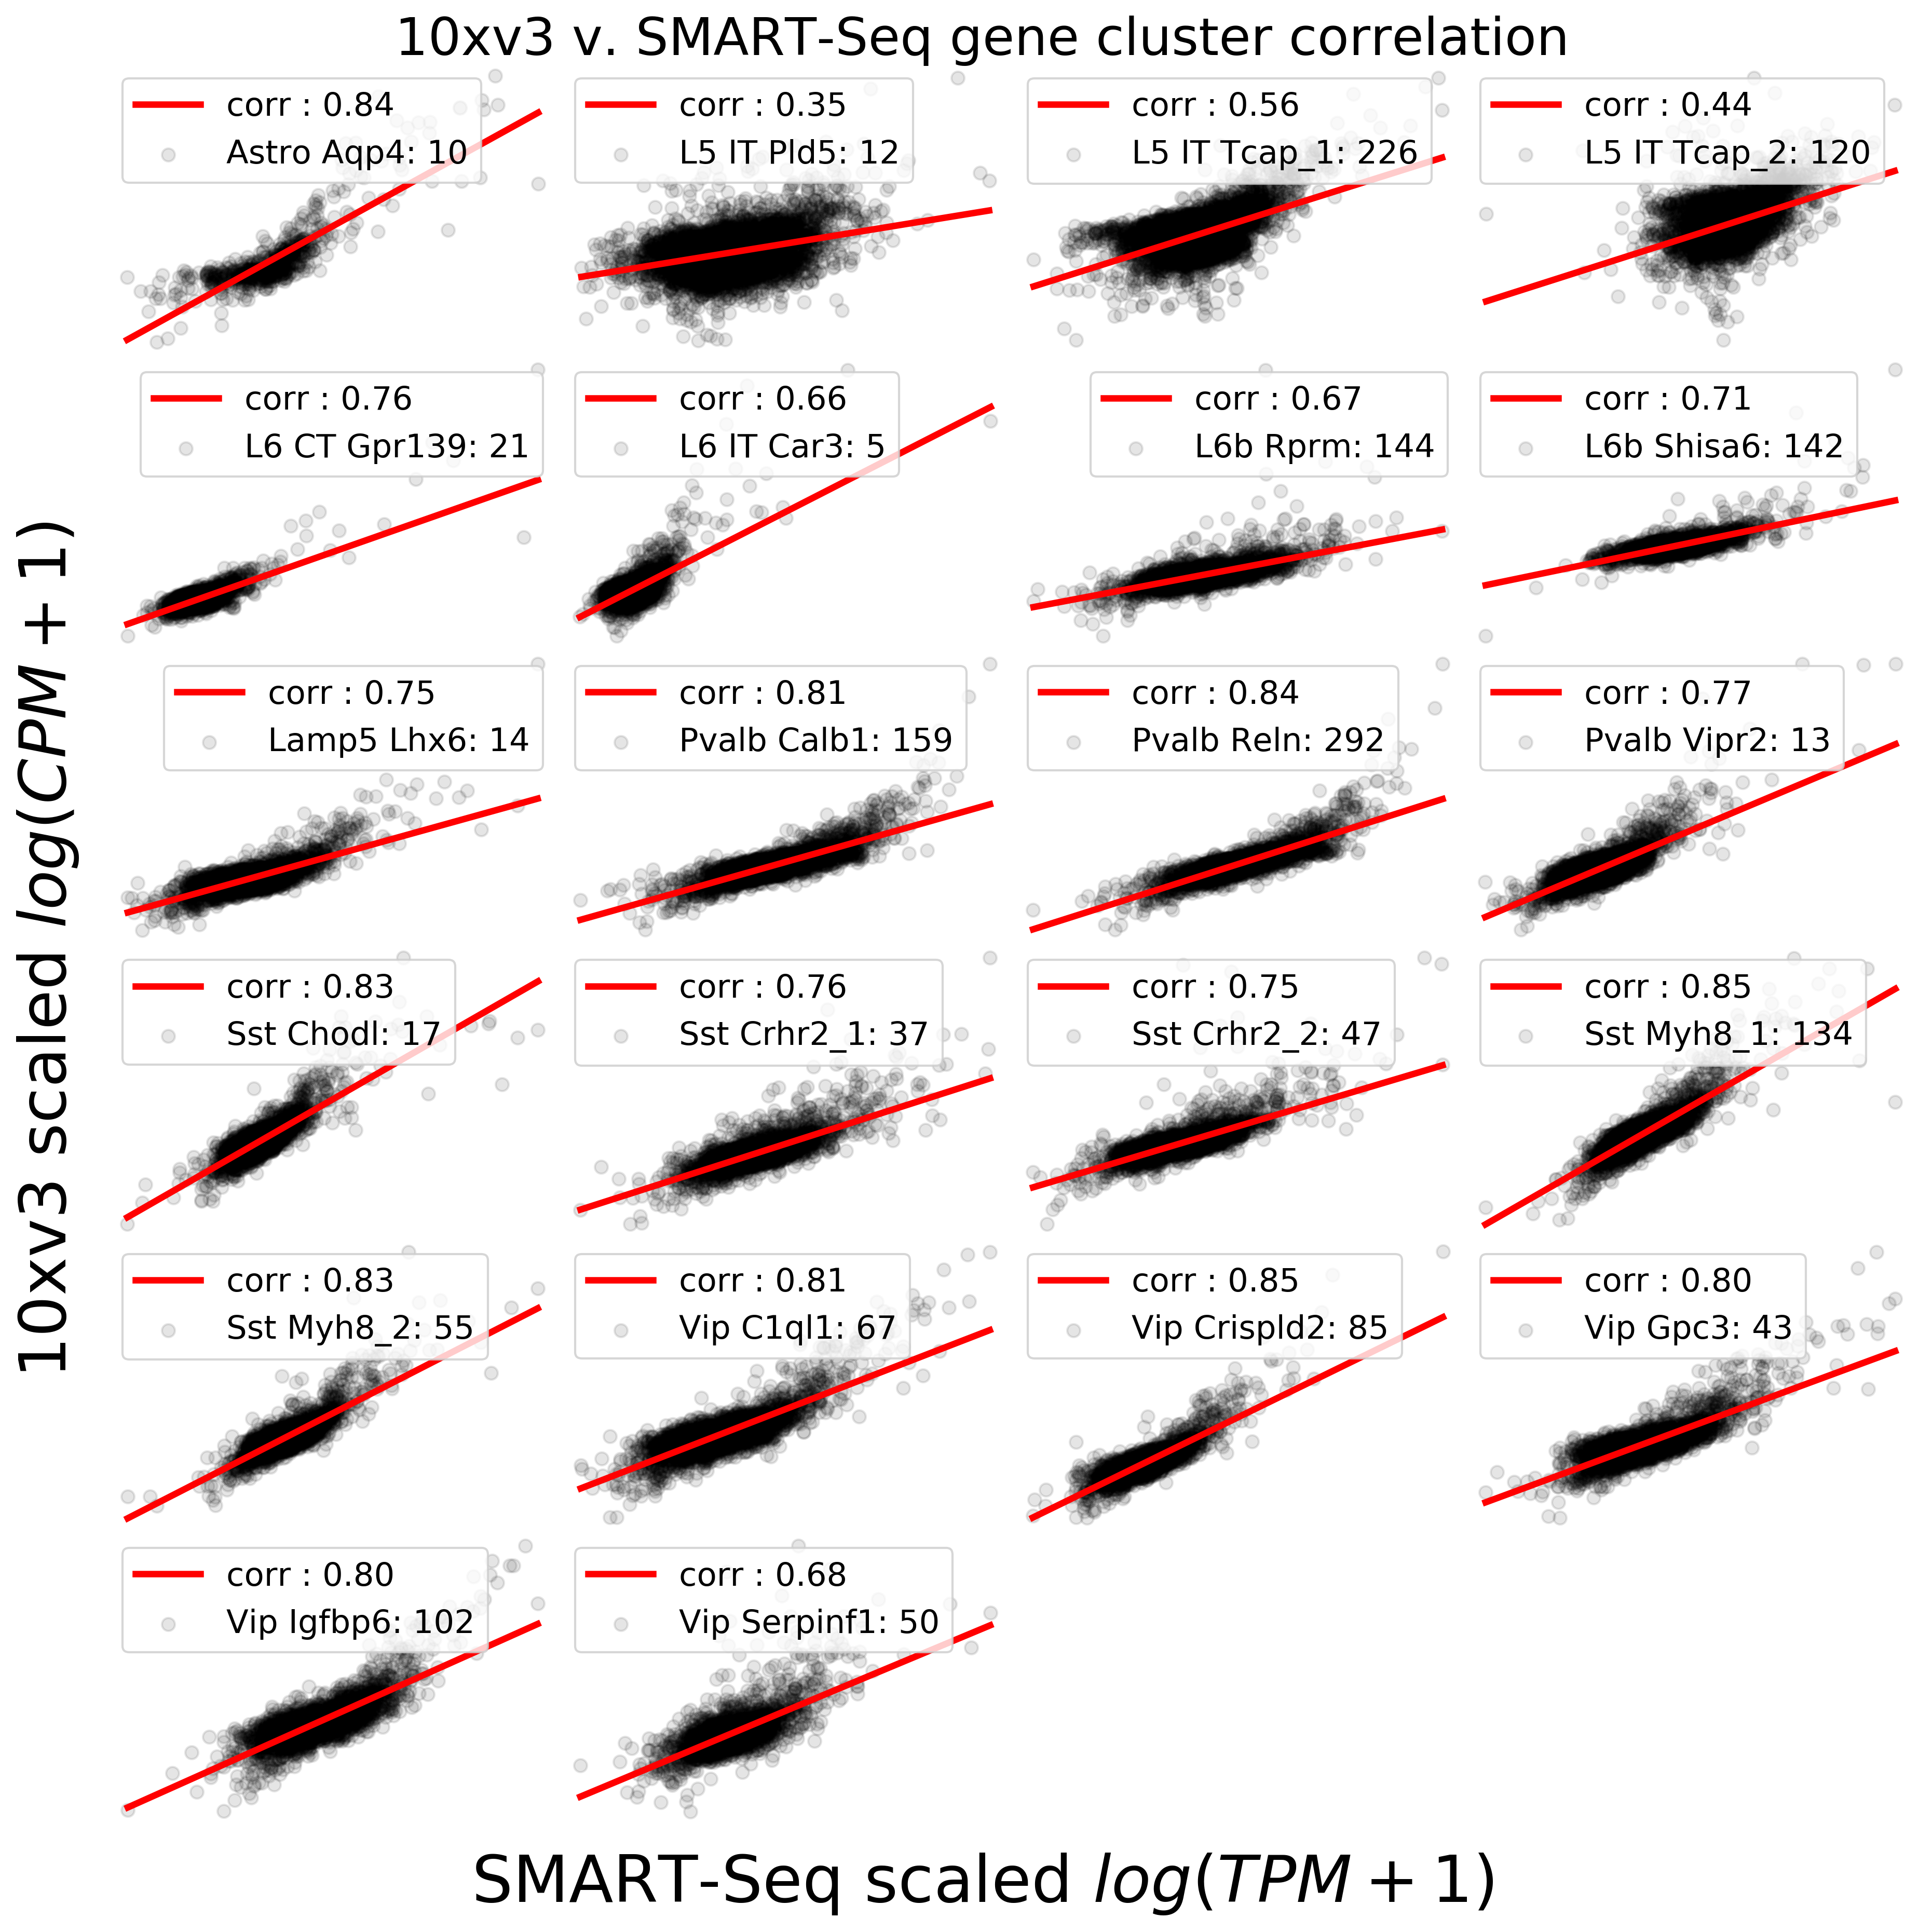 10xv3 v. SMART-Seq gene cluster correlation
corr : 0.84
Astro Aqp4: 10
corr : 0.35
L5 IT Pld5: 12
corr : 0.56
L5 IT Tcap_1: 226
corr : 0.44
L5 IT Tcap_2: 120
corr : 0.76
L6 CT Gpr139: 21
corr : 0.66
L6 IT Car3: 5
corr : 0.67
L6b Rprm: 144
corr : 0.71
L6b Shisa6: 142
corr : 0.75
Lamp5 Lhx6: 14
corr : 0.81
Pvalb Calb1: 159
corr : 0.84
Pvalb Reln: 292
corr : 0.77
Pvalb Vipr2: 13
corr : 0.83
Sst Chodl: 17
corr : 0.76
Sst Crhr2_1: 37
corr : 0.75
Sst Crhr2_2: 47
corr : 0.85
Sst Myh8_1: 134
corr : 0.83
Sst Myh8_2: 55
corr : 0.81
Vip C1ql1: 67
corr : 0.85
Vip Crispld2: 85
corr : 0.80
Vip Gpc3: 43
corr : 0.80
Vip Igfbp6: 102
corr : 0.68
Vip Serpinf1: 50
10xv3 scaled log(CPM + 1)
SMART-Seq scaled log(TPM + 1)